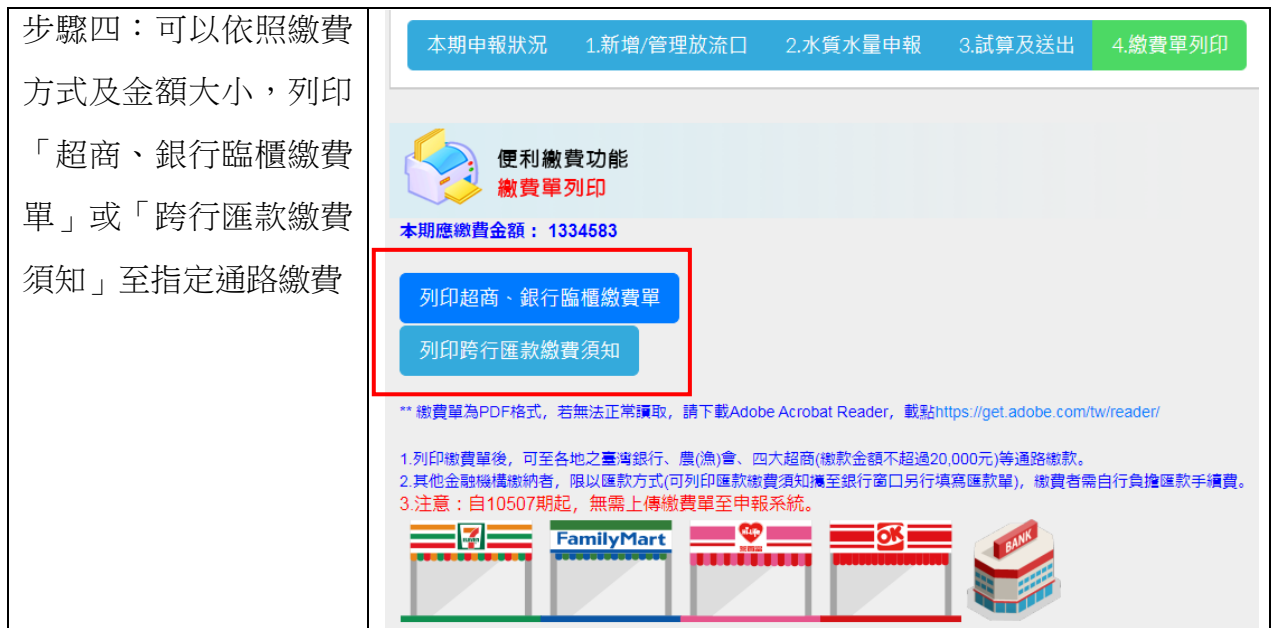 步驟四：可以依照繳費
方式及金額大小，列印
「超商、銀行臨櫃繳費
單」或「跨行匯款繳費
須知」至指定通路繳費
本期申報狀況 1.新增/管理放流口 2.水質水量申報 3.試算及送出 4.繳費單列印
便利繳費功能
繳費單列印
本期應繳費金額： 1334583
列印超商、銀行臨櫃繳費單
列印跨行匯款繳費須知
** 繳費單為PDF格式，若無法正常讀取，請下載Adobe Acrobat Reader，載點https://get.adobe.com/tw/reader/
1.列印繳費單後，可至各地之臺灣銀行、農(漁)會、四大超商(繳款金額不超過20,000元)等通路繳款。
2.其他金融機構繳納者，限以匯款方式(可列印匯款繳費須知攜至銀行窗口另行填寫匯款單)，繳費者需自行負擔匯款手續費。
3.注意：自10507期起，無需上傳繳費單至申報系統。
7 ELEVEN
FamilyMart
Hi-Life
萊爾富
OK
BANK